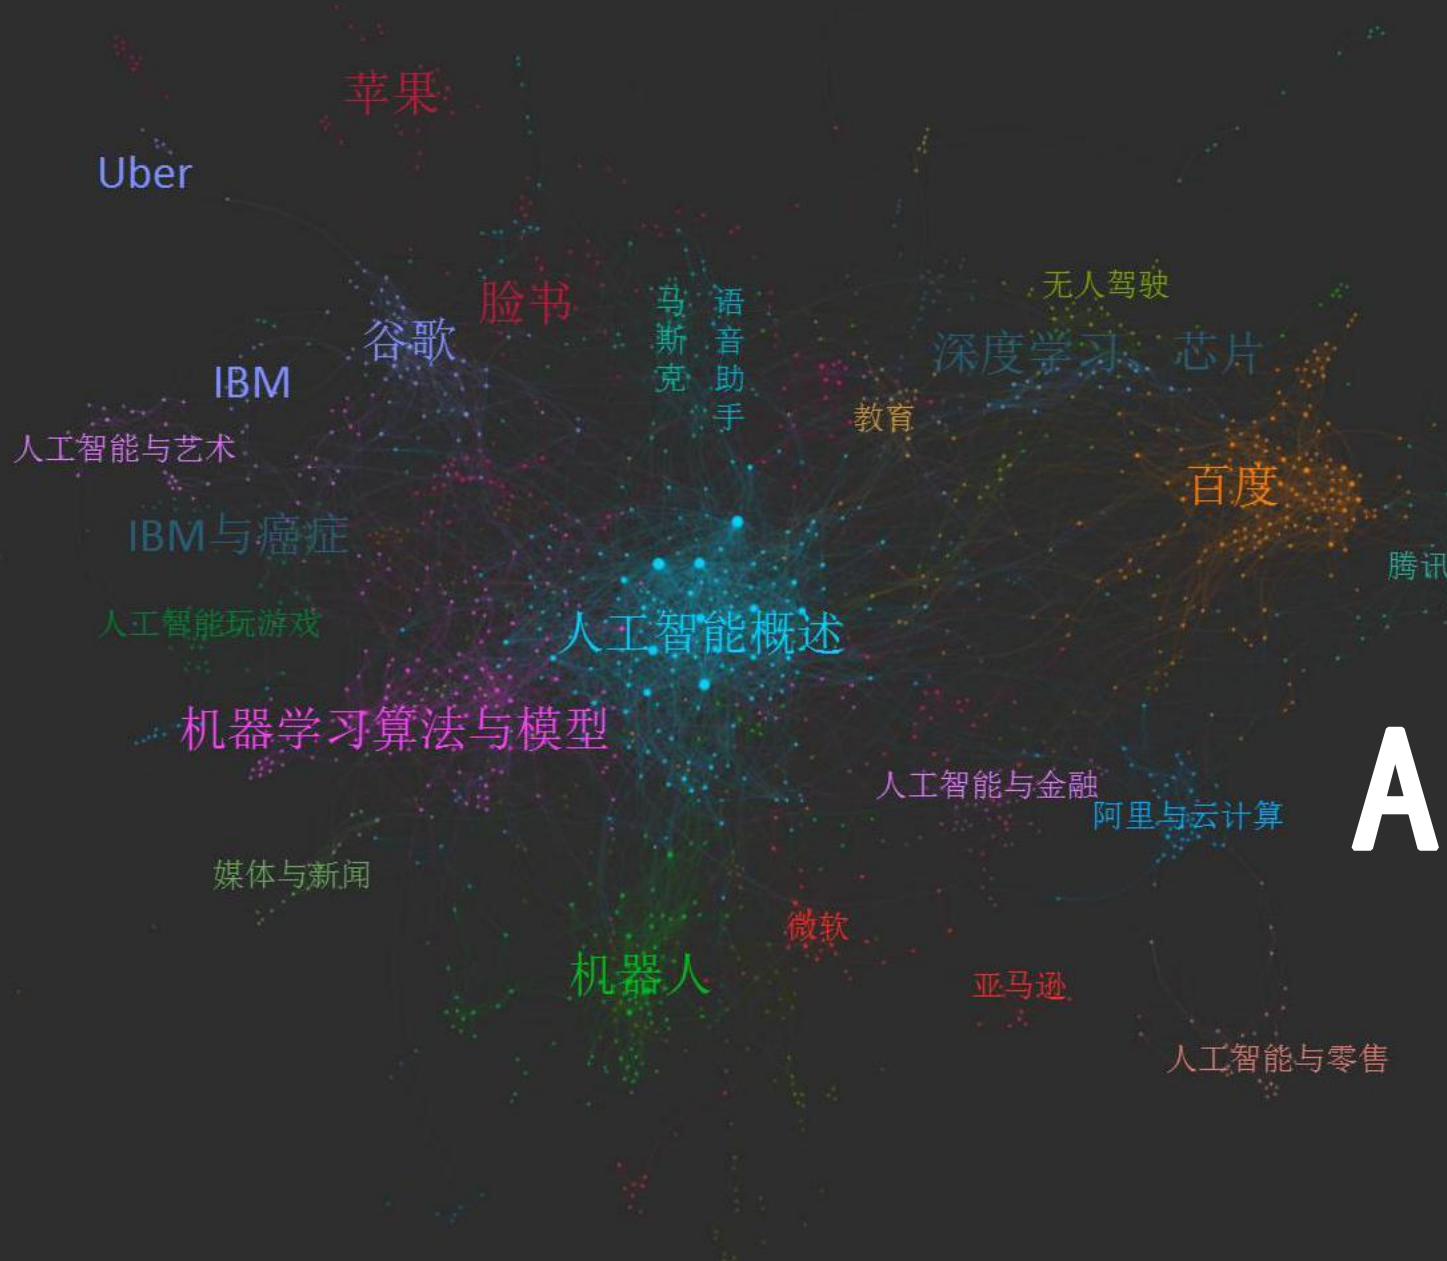 苹果
Uber
无人驾驶
脸书
马斯克
语音助手
谷歌
深度学习、芯片
IBM
教育
人工智能与艺术
百度
IBM与癌症
腾讯
人工智能玩游戏
人工智能概述
机器学习算法与模型
人工智能与金融
A
阿里与云计算
媒体与新闻
微软
机器人
亚马逊
人工智能与零售